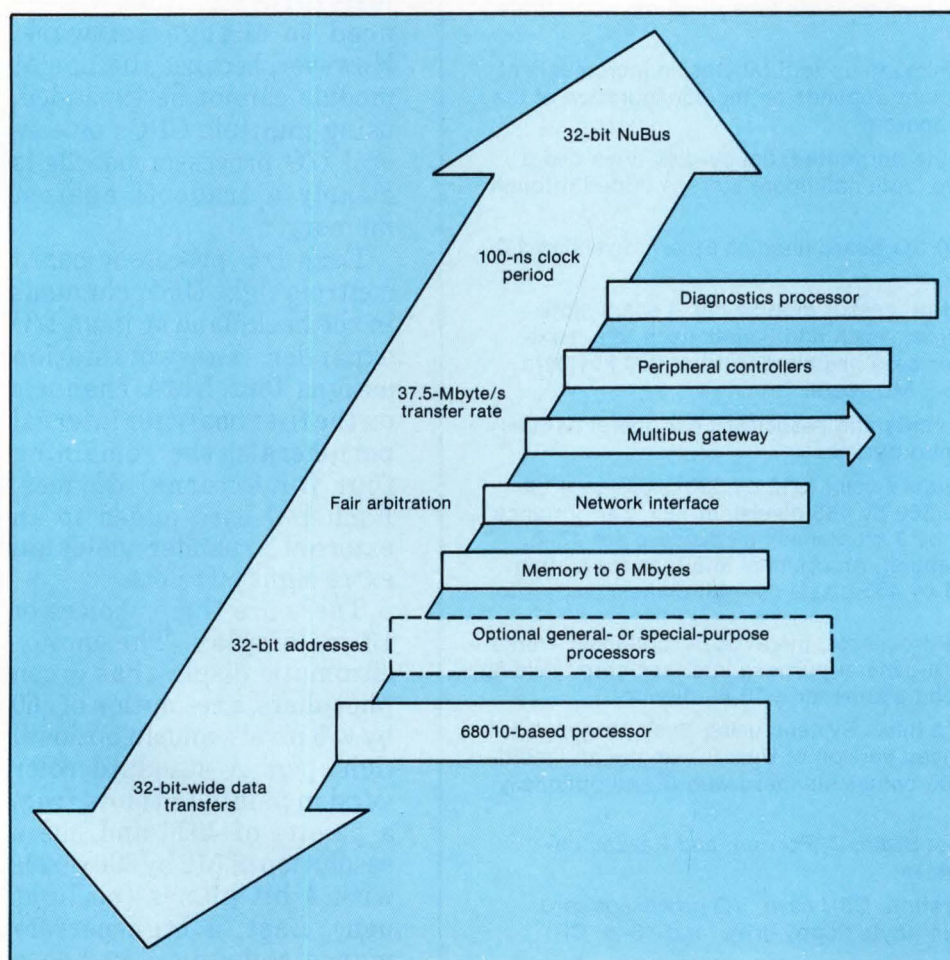 32-bit NuBus
100-ns clock
period
Diagnostics processor
Peripheral controllers
37.5-Mbyte/s
transfer rate
Multibus gateway
Fair arbitration
Network interface
Memory to 6 Mbytes
32-bit addresses
Optional general- or special-purpose
processors
68010-based processor
32-bit-wide data
transfers